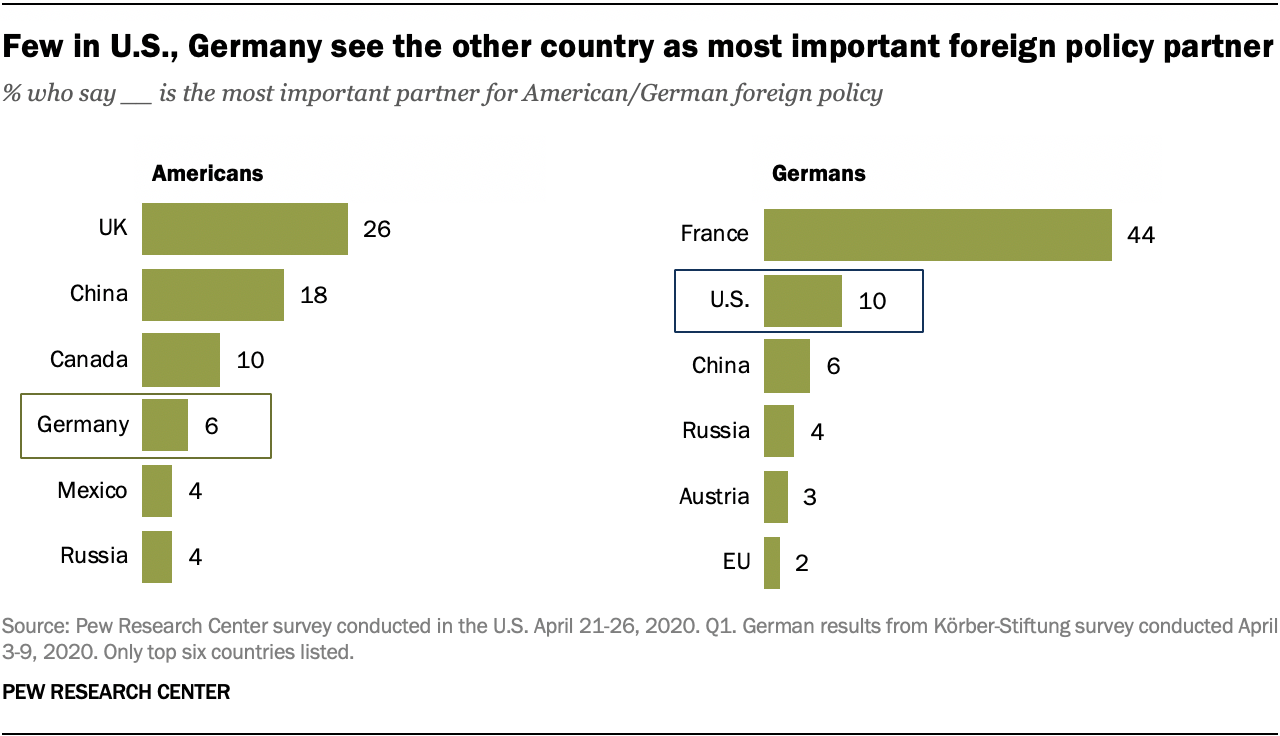 Few in U.S., Germany see the other country as most important foreign policy partner
% who say __ is the most important partner for American/German foreign policy
Americans
UK 26
China 18
Canada 10
Germany 6
Mexico 4
Russia 4
Germans
France 44
U.S. 10
China 6
Russia 4
Austria 3
EU 2
Source: Pew Research Center survey conducted in the U.S. April 21-26, 2020. Q1. German results from Körber-Stiftung survey conducted April
3-9, 2020. Only top six countries listed.
PEW RESEARCH CENTER